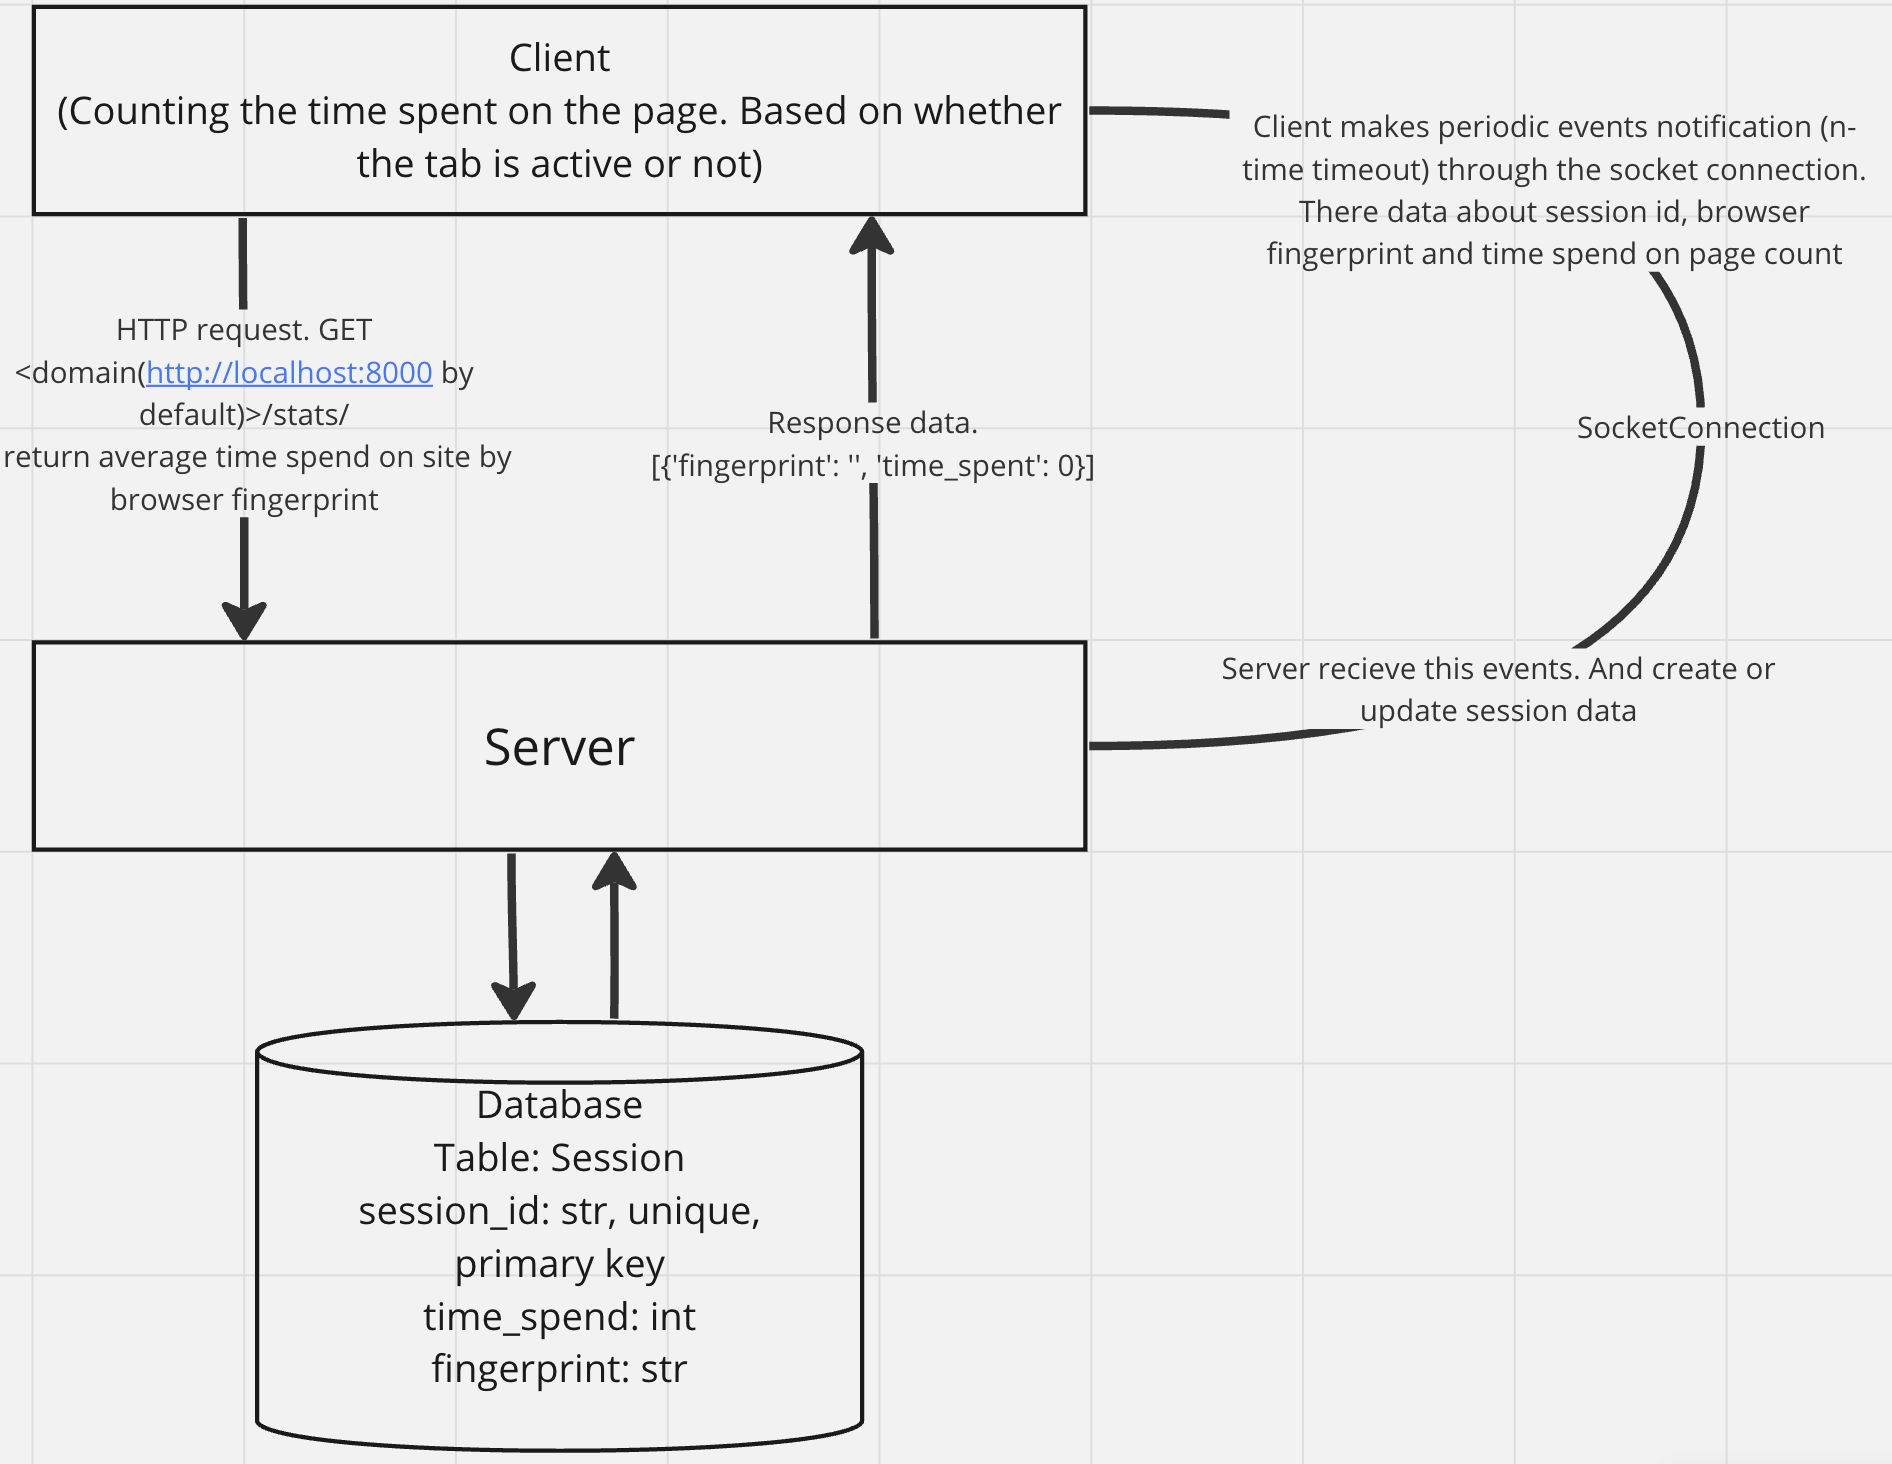 Client
(Counting the time spent on the page. Based on whether
the tab is active or not)
Client makes periodic events notification (n-
time timeout) through the socket connection.
There data about session id, browser
fingerprint and time spend on page count
HTTP request. GET
<domain(http://localhost:8000 by
default)>/stats/
return average time spend on site by
browser fingerprint
Response data.
[{'fingerprint': '', 'time_spent': 0}]
SocketConnection
Server recieve this events. And create or
update session data
Server
Database
Table: Session
session_id: str, unique,
primary key
time_spend: int
fingerprint: str